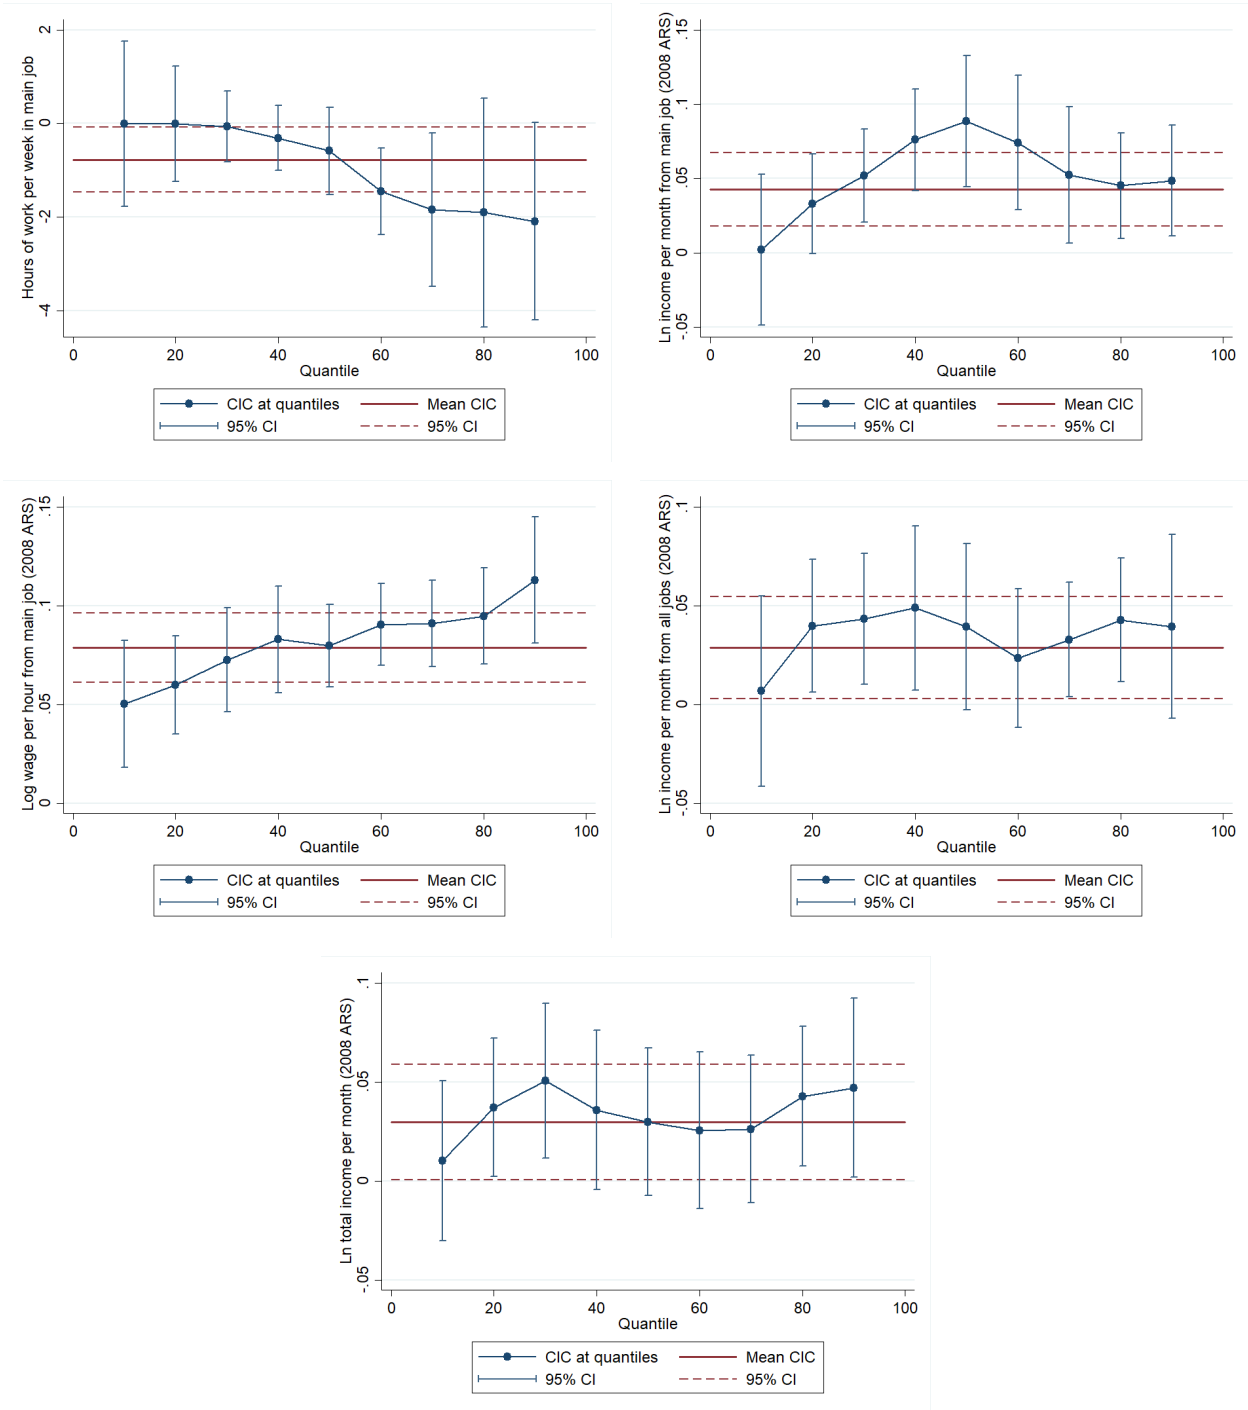 Hours of work per week in main job
2
0
-2
-4
0 20 40 60 80 100
Quantile
CIC at quantiles Mean CIC
95% CI 95% CI
Ln income per month from main job (2008 ARS)
.15
.1
.05
0
-.05
0 20 40 60 80 100
Quantile
CIC at quantiles Mean CIC
95% CI 95% CI
Log wage per hour from main job (2008 ARS)
.15
.1
.05
0
0 20 40 60 80 100
Quantile
CIC at quantiles Mean CIC
95% CI 95% CI
Ln income per month from all jobs (2008 ARS)
.1
.05
0
-.05
0 20 40 60 80 100
Quantile
CIC at quantiles Mean CIC
95% CI 95% CI
Ln total income per month (2008 ARS)
.1
.05
0
-.05
0 20 40 60 80 100
Quantile
CIC at quantiles Mean CIC
95% CI 95% CI